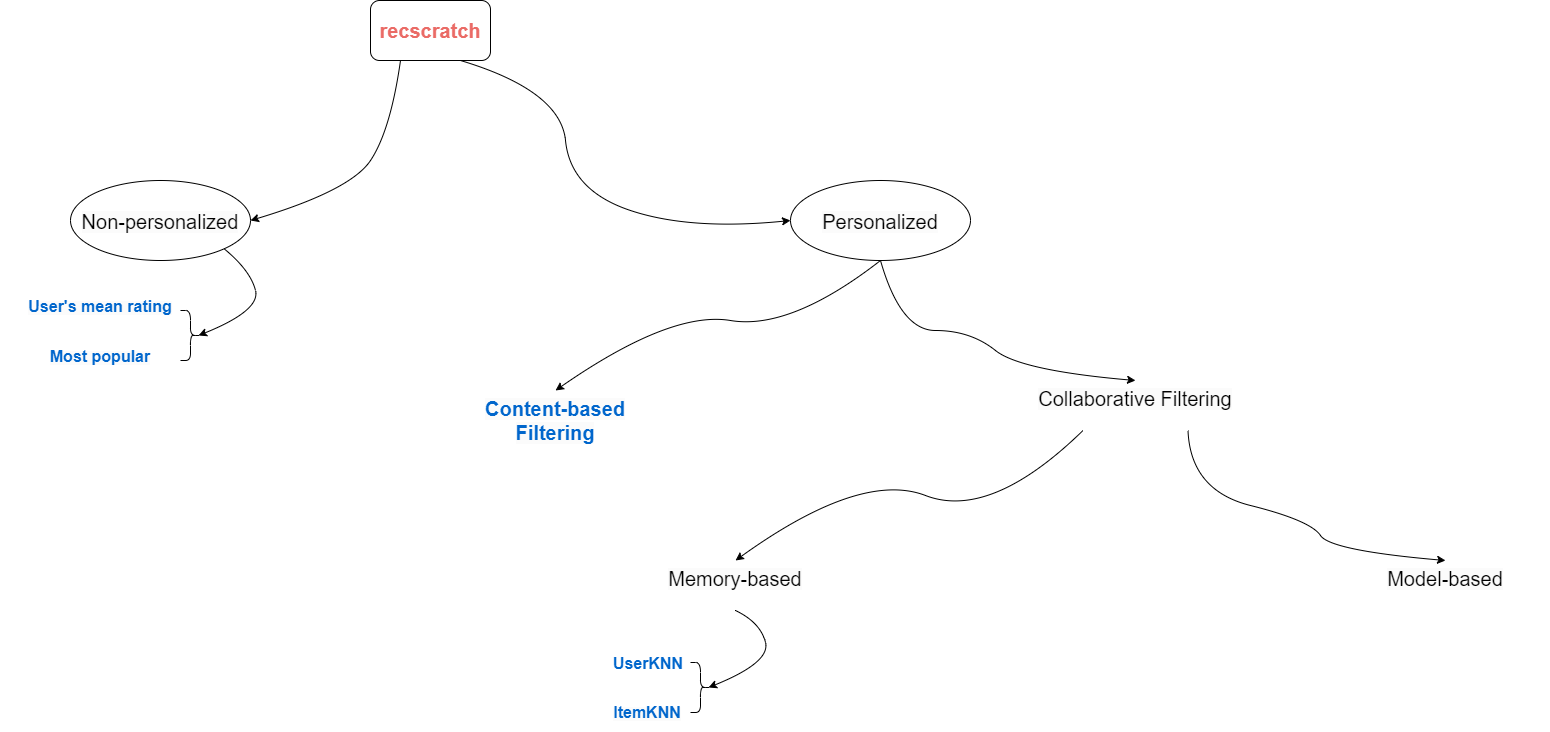 recscratch
Non-personalized
Personalized
User's mean rating
Most popular
Content-based
Filtering
Collaborative Filtering
Memory-based
Model-based
UserKNN
ItemKNN